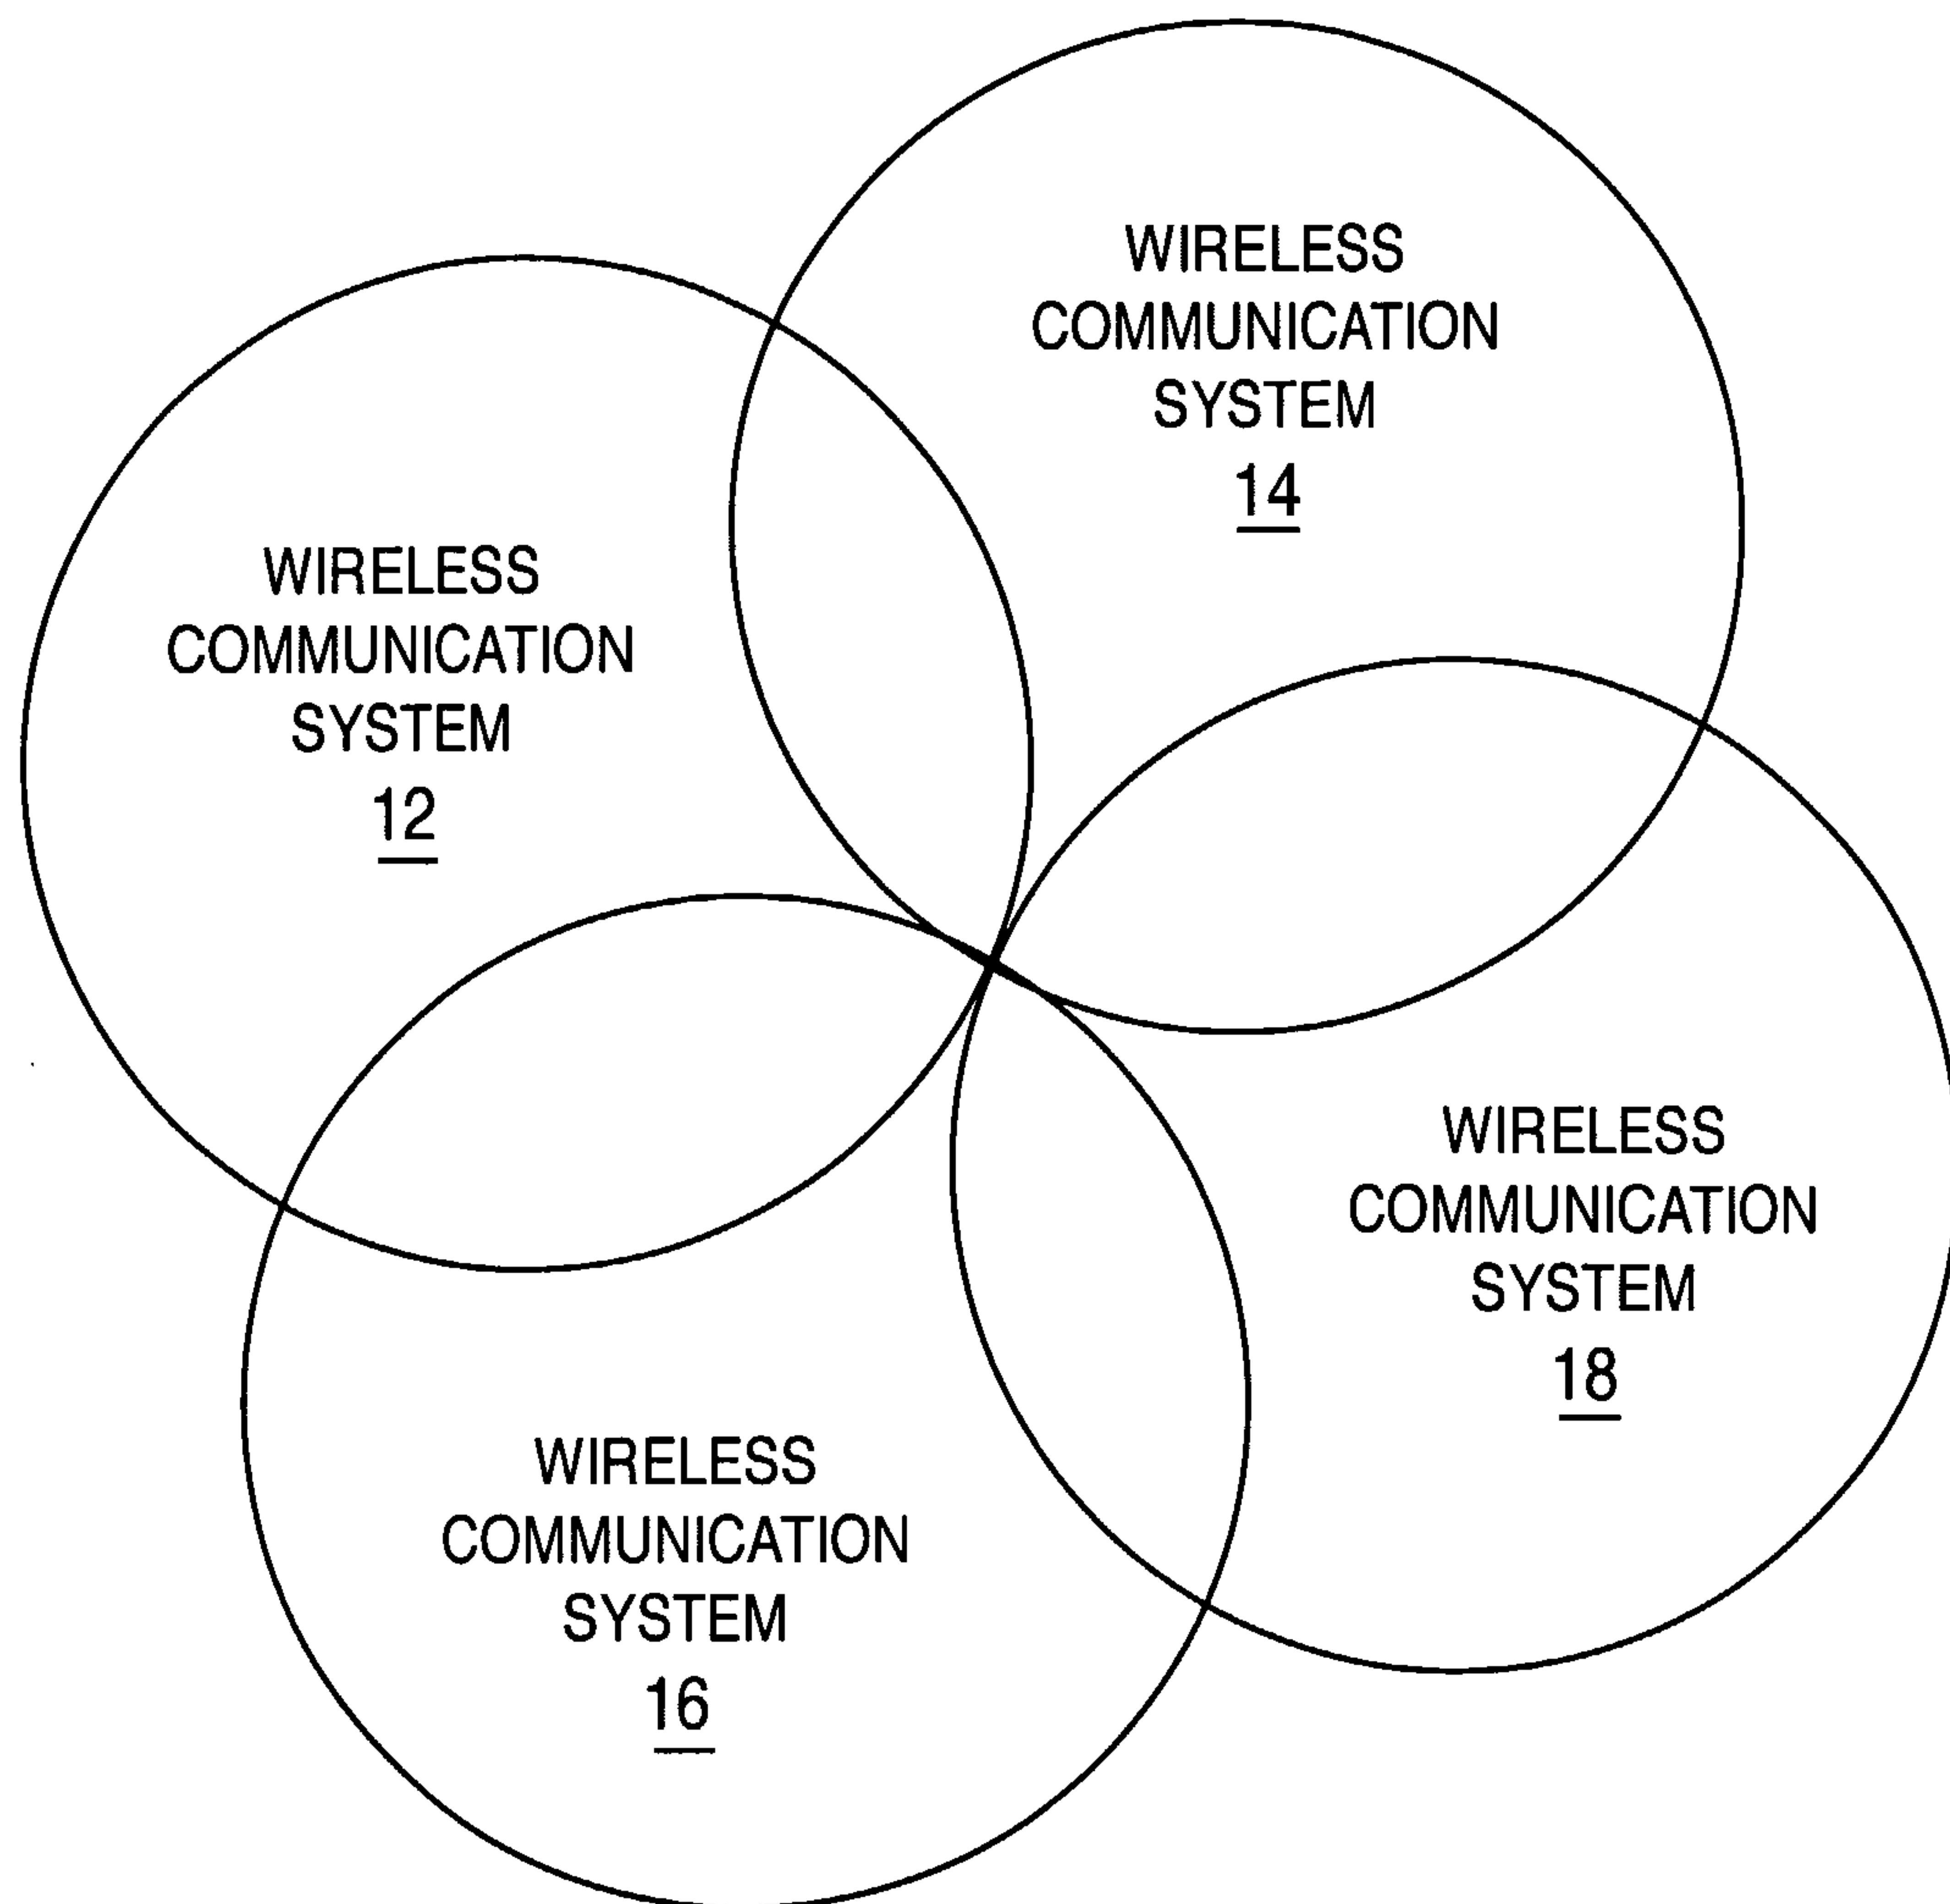 WIRELESS
COMMUNICATION
SYSTEM
14
WIRELESS
COMMUNICATION
SYSTEM
12
WIRELESS
COMMUNICATION
SYSTEM
18
WIRELESS
COMMUNICATION
SYSTEM
16